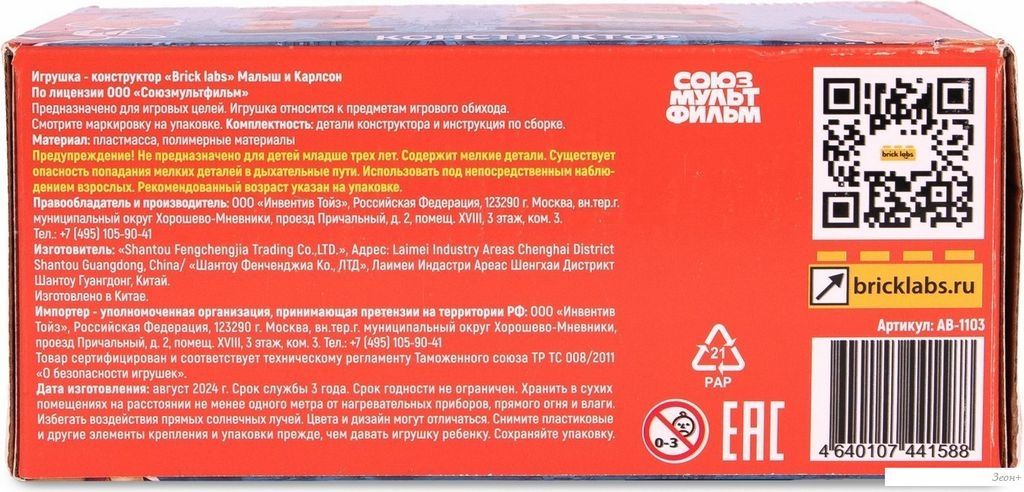 КОНСТРУКТОР
Игрушка - конструктор «Brick labs» Малыш и Карлсон
По лицензии ООО «Союзмультфильм»
Предназначено для игровых целей. Игрушка относится к предметам игрового обихода.
Смотрите маркировку на упаковке. Комплектность: детали конструктора и инструкция по сборке.
Материал: пластмасса, полимерные материалы
Предупреждение! Не предназначено для детей младше трех лет. Содержит мелкие детали. Существует
опасность попадания мелких деталей в дыхательные пути. Использовать под непосредственным наблю-
дением взрослых. Рекомендованный возраст указан на упаковке.
Правообладатель и производитель: ООО «Инвентив Тойз», Российская Федерация, 123290 г. Москва, вн.тер.г.
муниципальный округ Хорошево-Мневники, проезд Причальный, д. 2, помещ. XVIII, 3 этаж, ком. 3.
Тел.: +7 (495) 105-90-41
Изготовитель: «Shantou Fengchengjia Trading Co.,LTD.», Адрес: Laimei Industry Areas Chenghai District
Shantou Guangdong, China/ «Шантоу Фенченджиа Ко., ЛТД», Лаимеи Индастри Ареас Шенгхаи Дистрикт
Шантоу Гуангдонг, Китай.
Изготовлено в Китае.
Импортер - уполномоченная организация, принимающая претензии на территории РФ: ООО «Инвентив
Тойз», Российская Федерация, 123290 г. Москва, вн.тер.г. муниципальный округ Хорошево-Мневники,
проезд Причальный, д. 2, помещ. XVIII, 3 этаж, ком. 3. Тел.: +7 (495) 105-90-41
Товар сертифицирован и соответствует техническому регламенту Таможенного союза ТР ТС 008/2011
«О безопасности игрушек».
Дата изготовления: август 2024 г. Срок службы 3 года. Срок годности не ограничен. Хранить в сухих
помещениях на расстоянии не менее одного метра от нагревательных приборов, прямого огня и влаги.
Избегать воздействия прямых солнечных лучей. Цвета и дизайн могут отличаться. Снимите пластиковые
и другие элементы крепления и упаковки прежде, чем давать игрушку ребенку. Сохраняйте упаковку.
СОЮЗ
МУЛЬТ
ФИЛЬМ
brick labs
bricklabs.ru
Артикул: AB-1103
21
PAP
0-3
EAC
4 640107 441588
Зеон+